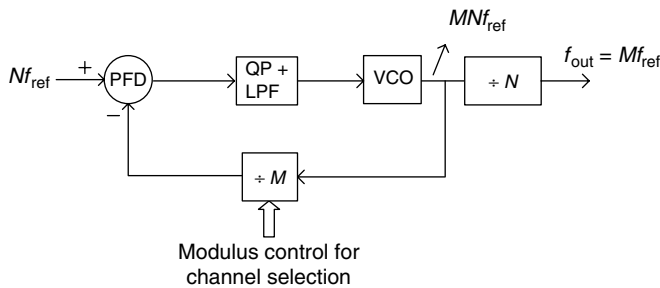 MNf_ref
Nf_ref
+
PFD
−
QP +
LPF
VCO
÷ N
f_out = Mf_ref
÷ M
Modulus control for
channel selection